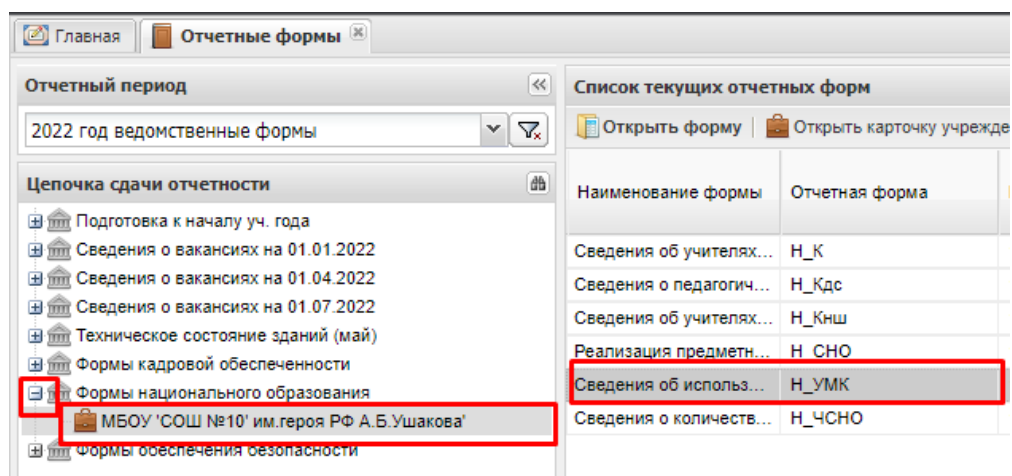 Главная Отчетные формы
Отчетный период
2022 год ведомственные формы
Цепочка сдачи отчетности
Подготовка к началу уч. года
Сведения о вакансиях на 01.01.2022
Сведения о вакансиях на 01.04.2022
Сведения о вакансиях на 01.07.2022
Техническое состояние зданий (май)
Формы кадровой обеспеченности
Формы национального образования
МБОУ 'СОШ №10' им.героя РФ А.Б.Ушакова'
Формы обеспечения безопасности
Список текущих отчетных форм
Открыть форму Открыть карточку учрежде
Наименование формы Отчетная форма
Сведения об учителях... Н_К
Сведения о педагогич... Н_Кдс
Сведения об учителях... Н_Кнш
Реализация предметн... Н_СНО
Сведения об использ... Н_УМК
Сведения о количеств... Н_ЧСНО